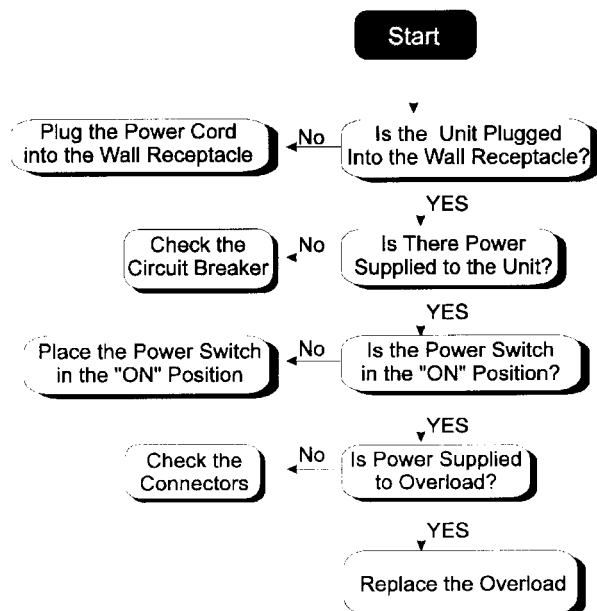 Start
Plug the Power Cord
into the Wall Receptacle
No
Is the Unit Plugged
Into the Wall Receptacle?
YES
Check the
Circuit Breaker
No
Is There Power
Supplied to the Unit?
YES
Place the Power Switch
in the "ON" Position
No
Is the Power Switch
in the "ON" Position?
YES
Check the
Connectors
No
Is Power Supplied
to Overload?
YES
Replace the Overload